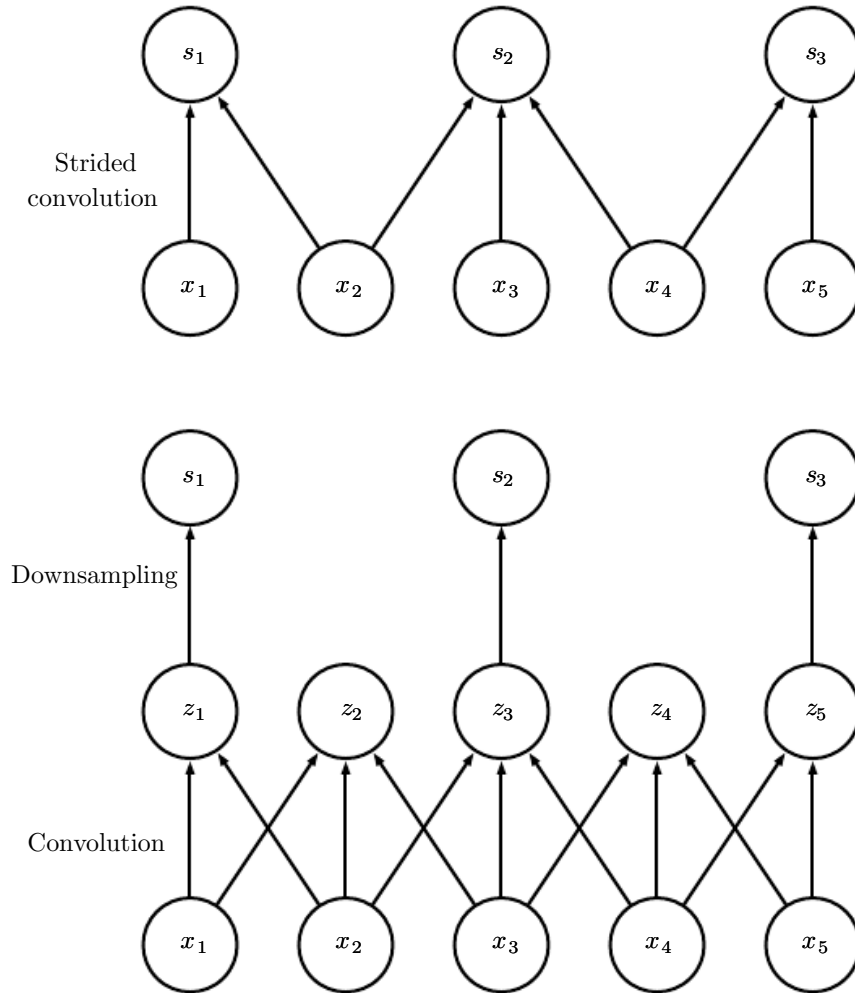 s₁ s₂ s₃
Strided
convolution
x₁ x₂ x₃ x₄ x₅
s₁ s₂ s₃
Downsampling
z₁ z₂ z₃ z₄ z₅
Convolution
x₁ x₂ x₃ x₄ x₅